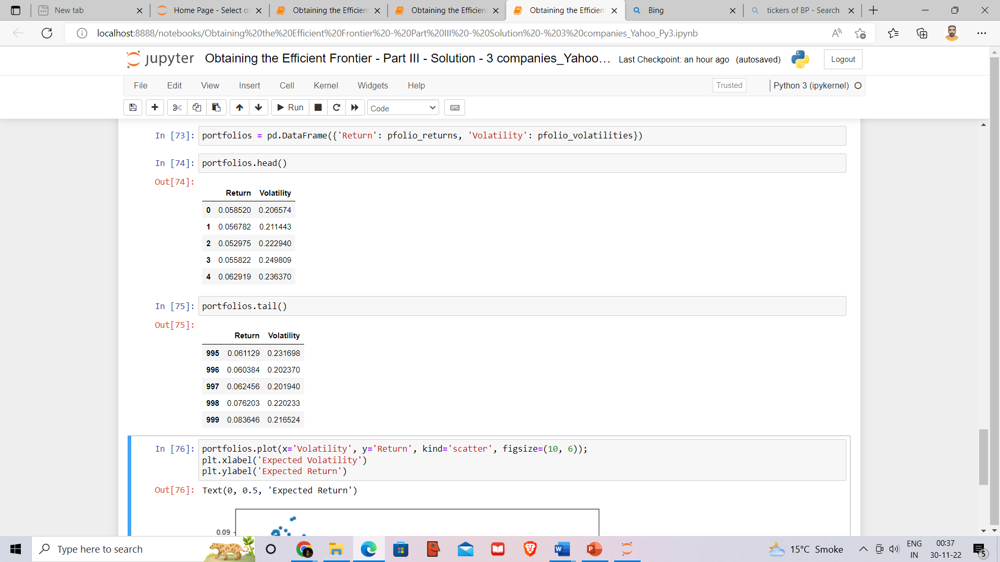 New tab
Home Page - Select o
Obtaining the Efficien
Obtaining the Efficien
Obtaining the Efficien
Bing
tickers of BP - Search
localhost:8888/notebooks/Obtaining%20the%20Efficient%20Frontier%20-%20Part%20III%20-%20Solution%20-%203%20companies_Yahoo_Py3.ipynb
jupyter Obtaining the Efficient Frontier - Part III - Solution - 3 companies_Yahoo... Last Checkpoint: an hour ago (autosaved) Logout
File Edit View Insert Cell Kernel Widgets Help Trusted Python 3 (ipykernel)
Run Code
In [73]: portfolios = pd.DataFrame({'Return': pfolio_returns, 'Volatility': pfolio_volatilities})
In [74]: portfolios.head()
Out[74]:
Return Volatility
0 0.058520 0.206574
1 0.056782 0.211443
2 0.052975 0.222940
3 0.055822 0.249809
4 0.062919 0.236370
In [75]: portfolios.tail()
Out[75]:
Return Volatility
995 0.061129 0.231698
996 0.060384 0.202370
997 0.062456 0.201940
998 0.076203 0.220233
999 0.083646 0.216524
In [76]: portfolios.plot(x='Volatility', y='Return', kind='scatter', figsize=(10, 6));
plt.xlabel('Expected Volatility')
plt.ylabel('Expected Return')
Out[76]: Text(0, 0.5, 'Expected Return')
0.09
Type here to search
15°C Smoke
ENG
IN
00:37
30-11-22
5